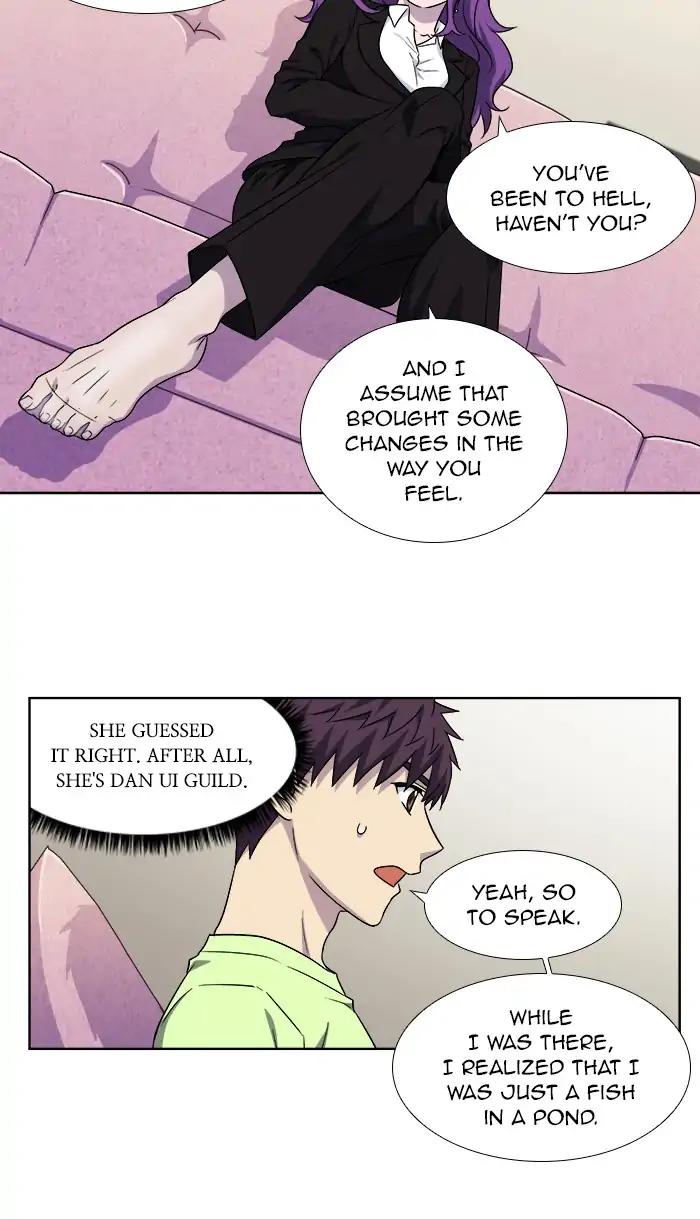 YOU'VE
BEEN TO HELL,
HAVEN'T YOU?
AND I
ASSUME THAT
BROUGHT SOME
CHANGES IN THE
WAY YOU
FEEL.
SHE GUESSED
IT RIGHT. AFTER ALL,
SHE'S DAN UI GUILD.
YEAH, SO
TO SPEAK.
WHILE
I WAS THERE,
I REALIZED THAT I
WAS JUST A FISH
IN A POND.